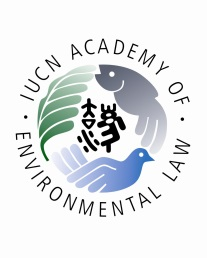 · IUCN ACADEMY OF ·
ENVIRONMENTAL LAW